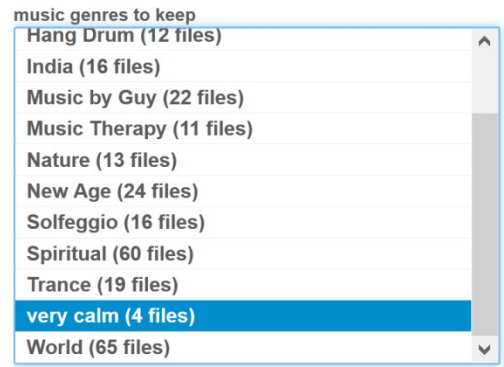 music genres to keep
Hang Drum (12 files)
India (16 files)
Music by Guy (22 files)
Music Therapy (11 files)
Nature (13 files)
New Age (24 files)
Solfeggio (16 files)
Spiritual (60 files)
Trance (19 files)
very calm (4 files)
World (65 files)